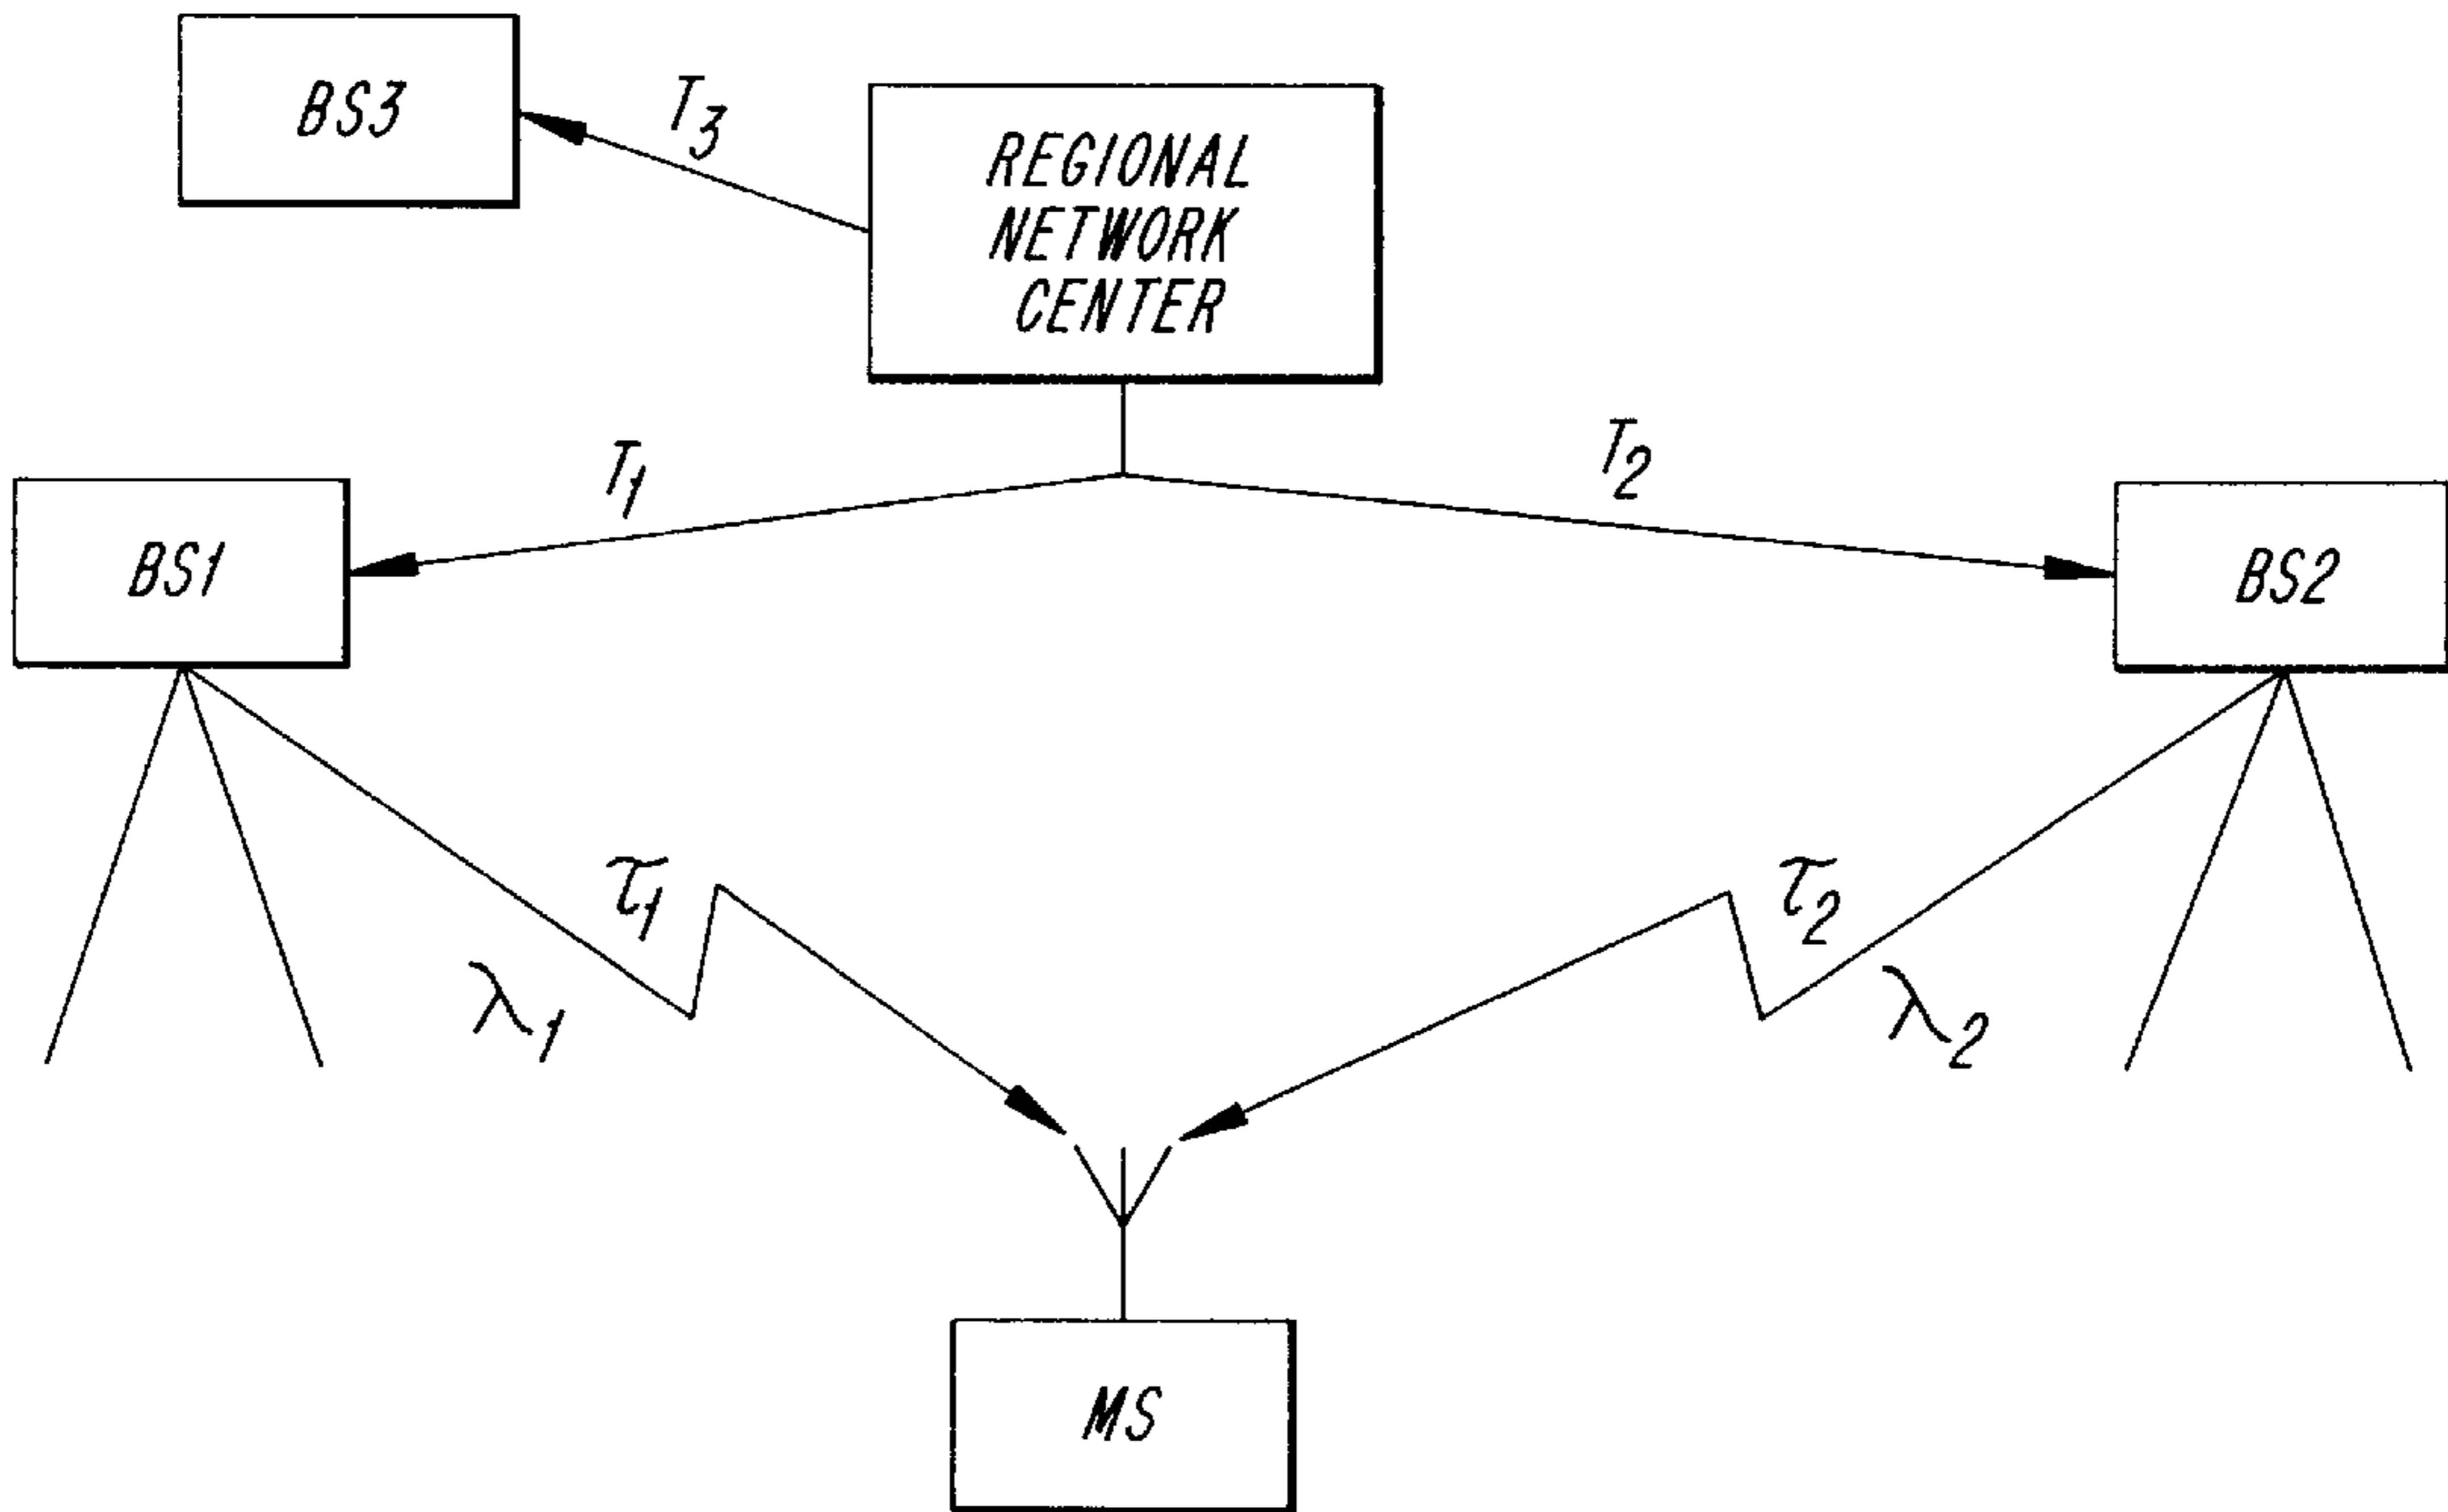 BS3
T3
REGIONAL
NETWORK
CENTER
T1
T2
BS1
BS2
τ1
τ2
λ1
λ2
MS